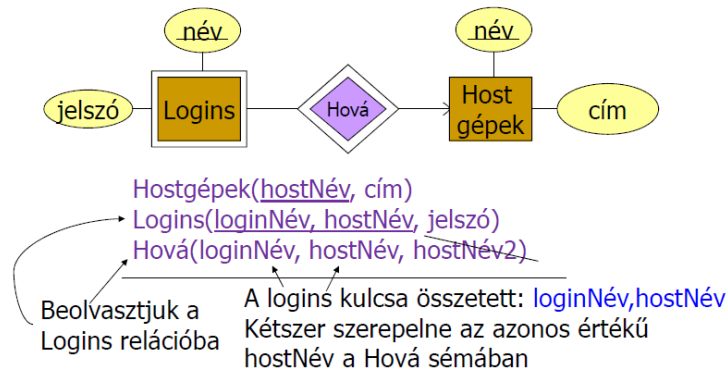 név
név
jelszó
Logins
Hová
Host
gépek
cím
Hostgépek(hostNév, cím)
Logins(loginNév, hostNév, jelszó)
Hová(loginNév, hostNév, hostNév2)
Beolvasztjuk a
Logins relációba
A logins kulcsa összetett: loginNév,hostNév
Kétszer szerepelne az azonos értékű
hostNév a Hová sémában